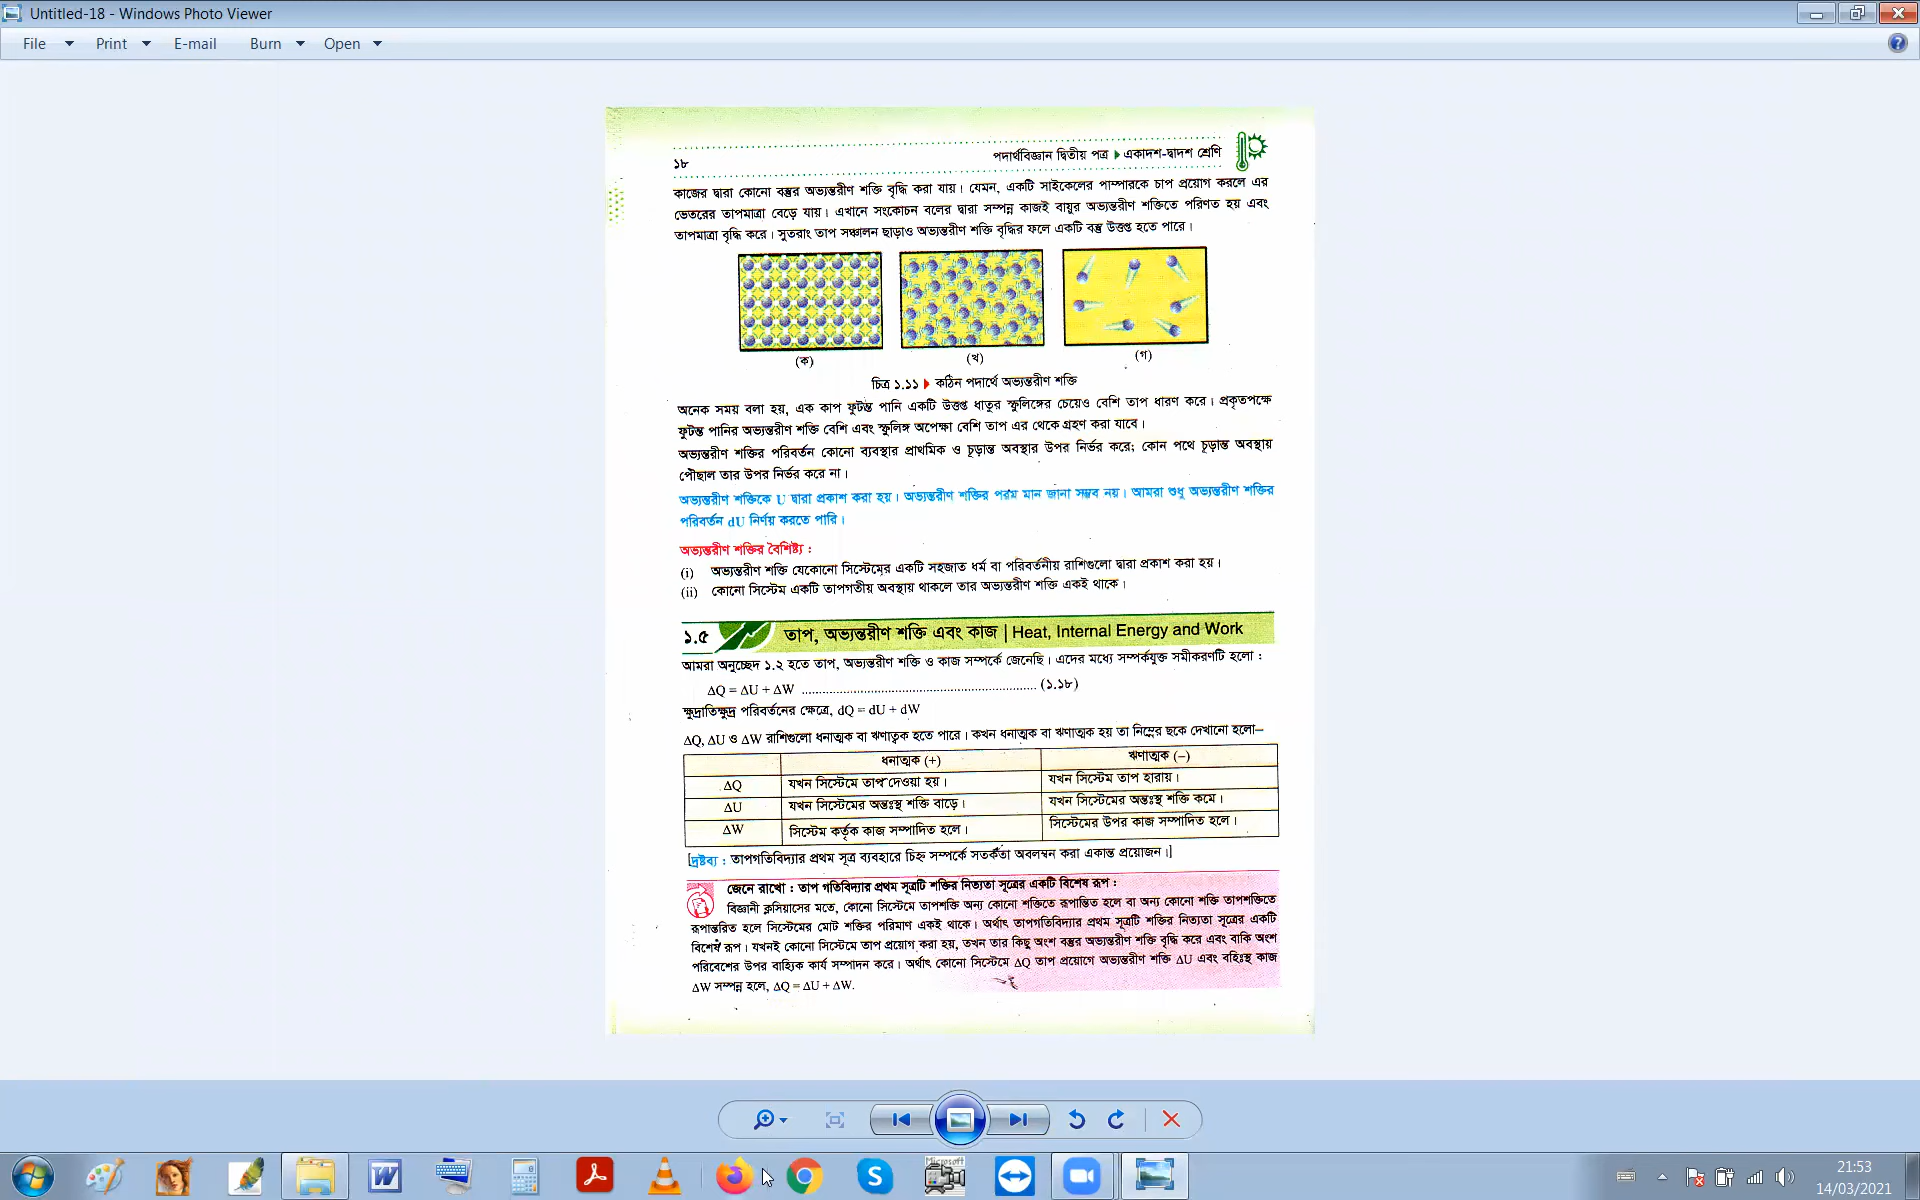 Untitled-18 - Windows Photo Viewer
File Print E-mail Burn Open
১৮ পদার্থবিজ্ঞান দ্বিতীয় পত্র ▶ একাদশ-দ্বাদশ শ্রেণি
কাজের দ্বারা কোনো বস্তুর অভ্যন্তরীণ শক্তি বৃদ্ধি করা যায়। যেমন, একটি সাইকেলের পাম্পারকে চাপ প্রয়োগ করলে এর
ভেতরের তাপমাত্রা বেড়ে যায়। এখানে সংকোচন বলের দ্বারা সম্পন্ন কাজই বায়ুর অভ্যন্তরীণ শক্তিতে পরিণত হয় এবং
তাপমাত্রা বৃদ্ধি করে। সুতরাং তাপ সঞ্চালন ছাড়াও অভ্যন্তরীণ শক্তি বৃদ্ধির ফলে একটি বস্তু উত্তপ্ত হতে পারে।
(ক) (খ) (গ)
চিত্র ১.১১ ▶ কঠিন পদার্থে অভ্যন্তরীণ শক্তি
অনেক সময় বলা হয়, এক কাপ ফুটন্ত পানি একটি উত্তপ্ত ধাতুর স্ফুলিঙ্গের চেয়েও বেশি তাপ ধারণ করে। প্রকৃতপক্ষে
ফুটন্ত পানির অভ্যন্তরীণ শক্তি বেশি এবং স্ফুলিঙ্গ অপেক্ষা বেশি তাপ এর থেকে গ্রহণ করা যাবে।
অভ্যন্তরীণ শক্তির পরিবর্তন কোনো ব্যবস্থার প্রাথমিক ও চূড়ান্ত অবস্থার উপর নির্ভর করে; কোন পথে চূড়ান্ত অবস্থায়
পৌঁছাল তার উপর নির্ভর করে না।
অভ্যন্তরীণ শক্তিকে U দ্বারা প্রকাশ করা হয়। অভ্যন্তরীণ শক্তির পরম মান জানা সম্ভব নয়। আমরা শুধু অভ্যন্তরীণ শক্তির
পরিবর্তন dU নির্ণয় করতে পারি।
অভ্যন্তরীণ শক্তির বৈশিষ্ট্য :
(i) অভ্যন্তরীণ শক্তি যেকোনো সিস্টেমের একটি সহজাত ধর্ম বা পরিবর্তনীয় রাশিগুলো দ্বারা প্রকাশ করা হয়।
(ii) কোনো সিস্টেম একটি তাপগতীয় অবস্থায় থাকলে তার অভ্যন্তরীণ শক্তি একই থাকে।
১.৫ তাপ, অভ্যন্তরীণ শক্তি এবং কাজ | Heat, Internal Energy and Work
আমরা অনুচ্ছেদ ১.২ হতে তাপ, অভ্যন্তরীণ শক্তি ও কাজ সম্পর্কে জেনেছি। এদের মধ্যে সম্পর্কযুক্ত সমীকরণটি হলো :
ΔQ = ΔU + ΔW .................................................................... (১.১৮)
ক্ষুদ্রাতিক্ষুদ্র পরিবর্তনের ক্ষেত্রে, dQ = dU + dW
ΔQ, ΔU ও ΔW রাশিগুলো ধনাত্মক বা ঋণাত্বক হতে পারে। কখন ধনাত্মক বা ঋণাত্মক হয় তা নিম্নের ছকে দেখানো হলো–
ধনাত্মক (+) ঋণাত্মক (–)
ΔQ যখন সিস্টেমে তাপ দেওয়া হয়। যখন সিস্টেম তাপ হারায়।
ΔU যখন সিস্টেমের অন্তঃস্থ শক্তি বাড়ে। যখন সিস্টেমের অন্তঃস্থ শক্তি কমে।
ΔW সিস্টেম কর্তৃক কাজ সম্পাদিত হলে। সিস্টেমের উপর কাজ সম্পাদিত হলে।
[দ্রষ্টব্য : তাপগতিবিদ্যার প্রথম সূত্র ব্যবহারে চিহ্ন সম্পর্কে সতর্কতা অবলম্বন করা একান্ত প্রয়োজন।]
জেনে রাখো : তাপ গতিবিদ্যার প্রথম সূত্রটি শক্তির নিত্যতা সূত্রের একটি বিশেষ রূপ :
বিজ্ঞানী ক্লসিয়াসের মতে, কোনো সিস্টেমে তাপশক্তি অন্য কোনো শক্তিতে রূপান্তিত হলে বা অন্য কোনো শক্তি তাপশক্তিতে
রূপান্তরিত হলে সিস্টেমের মোট শক্তির পরিমাণ একই থাকে। অর্থাৎ তাপগতিবিদ্যার প্রথম সূত্রটি শক্তির নিত্যতা সূত্রের একটি
বিশেষ রূপ। যখনই কোনো সিস্টেমে তাপ প্রয়োগ করা হয়, তখন তার কিছু অংশ বস্তুর অভ্যন্তরীণ শক্তি বৃদ্ধি করে এবং বাকি অংশ
পরিবেশের উপর বাহ্যিক কার্য সম্পাদন করে। অর্থাৎ কোনো সিস্টেমে ΔQ তাপ প্রয়োগে অভ্যন্তরীণ শক্তি ΔU এবং বহিঃস্থ কাজ
ΔW সম্পন্ন হলে, ΔQ = ΔU + ΔW.
Microsoft
21:53
14/03/2021